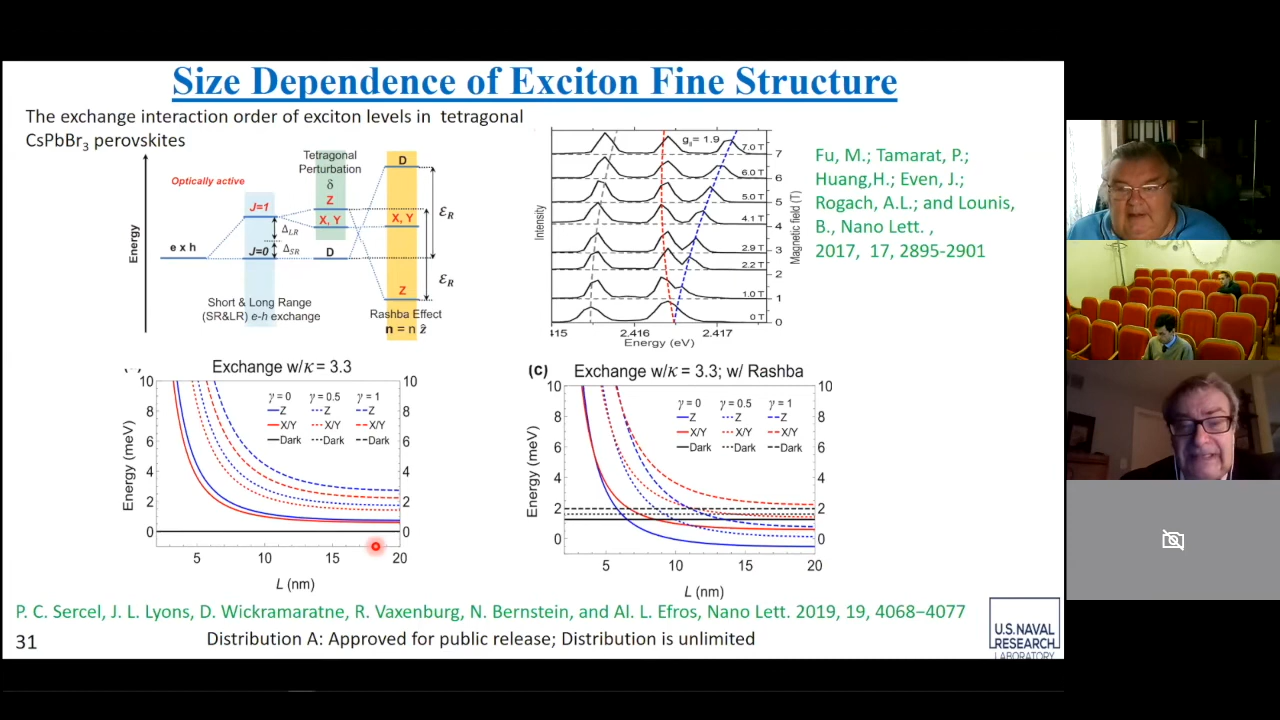 Size Dependence of Exciton Fine Structure
The exchange interaction order of exciton levels in tetragonal
CsPbBr3 perovskites
Energy
Optically active
e x h
J=1
J=0
Δ_LR
Δ_SR
Short & Long Range
(SR&LR) e-h exchange
Tetragonal
Perturbation
δ̃
Z
X, Y
D
D
X, Y
Z
ℰ_R
ℰ_R
Rashba Effect
n = n ẑ
Intensity
g|| = 1.9
7.0 T
6.0 T
5.0 T
4.1 T
2.9 T
2.2 T
1.0 T
0 T
7
6
5
4
3
2
1
0
Magnetic field (T)
415 2.416 2.417
Energy (eV)
Fu, M.; Tamarat, P.;
Huang,H.; Even, J.;
Rogach, A.L.; and Lounis,
B., Nano Lett. ,
2017, 17, 2895-2901
Exchange w/κ = 3.3
Energy (meV)
10
8
6
4
2
0
γ = 0 γ = 0.5 γ = 1
Z Z Z
X/Y X/Y X/Y
Dark Dark Dark
10
8
6
4
2
0
5 10 15 20
L (nm)
(c) Exchange w/κ = 3.3; w/ Rashba
Energy (meV)
10
8
6
4
2
0
γ = 0 γ = 0.5 γ = 1
Z Z Z
X/Y X/Y X/Y
Dark Dark Dark
10
8
6
4
2
0
5 10 15 20
L (nm)
P. C. Sercel, J. L. Lyons, D. Wickramaratne, R. Vaxenburg, N. Bernstein, and Al. L. Efros, Nano Lett. 2019, 19, 4068−4077
31
Distribution A: Approved for public release; Distribution is unlimited
U.S. NAVAL
RESEARCH
LABORATORY